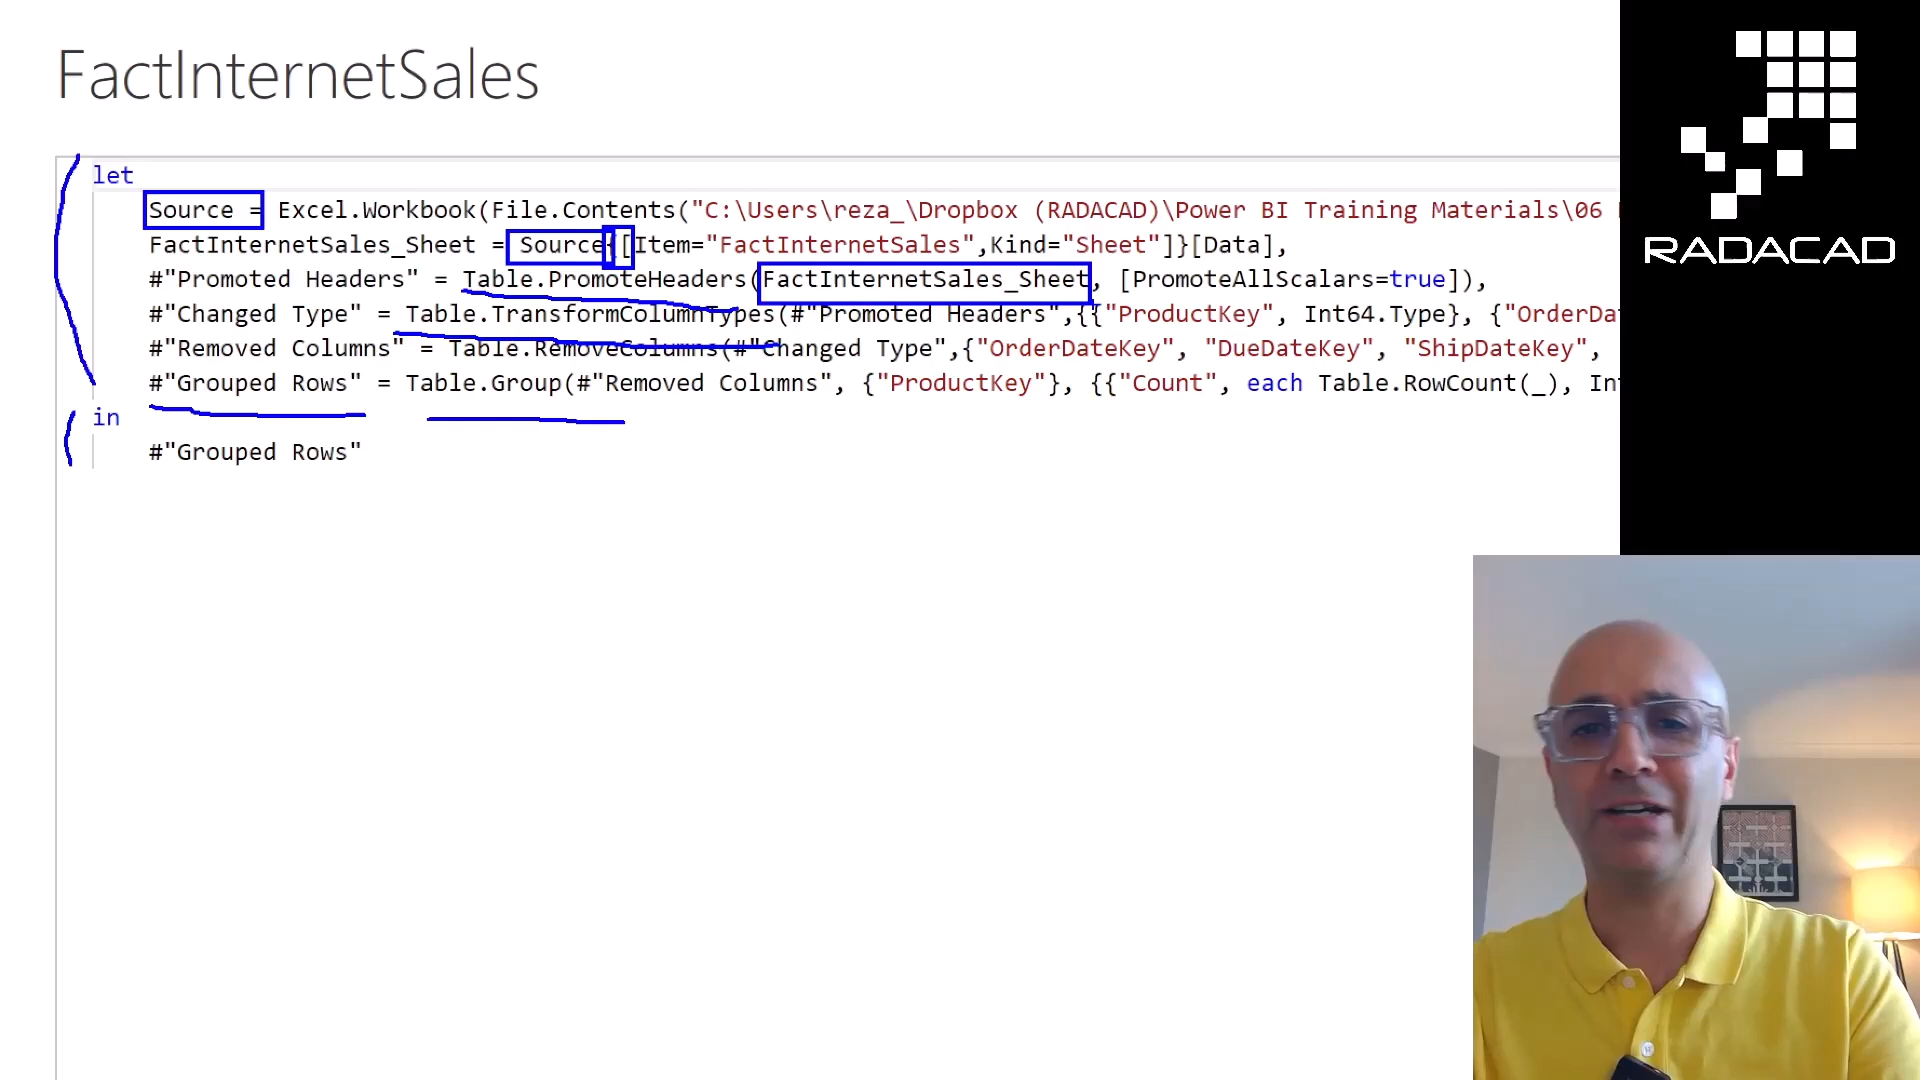 FactInternetSales
let
Source = Excel.Workbook(File.Contents("C:\Users\reza_\Dropbox (RADACAD)\Power BI Training Materials\06
FactInternetSales_Sheet = Source{[Item="FactInternetSales",Kind="Sheet"]}[Data],
#"Promoted Headers" = Table.PromoteHeaders(FactInternetSales_Sheet, [PromoteAllScalars=true]),
#"Changed Type" = Table.TransformColumnTypes(#"Promoted Headers",{{"ProductKey", Int64.Type}, {"OrderDa
#"Removed Columns" = Table.RemoveColumns(#"Changed Type",{"OrderDateKey", "DueDateKey", "ShipDateKey",
#"Grouped Rows" = Table.Group(#"Removed Columns", {"ProductKey"}, {{"Count", each Table.RowCount(_), In
in
#"Grouped Rows"
RADACAD